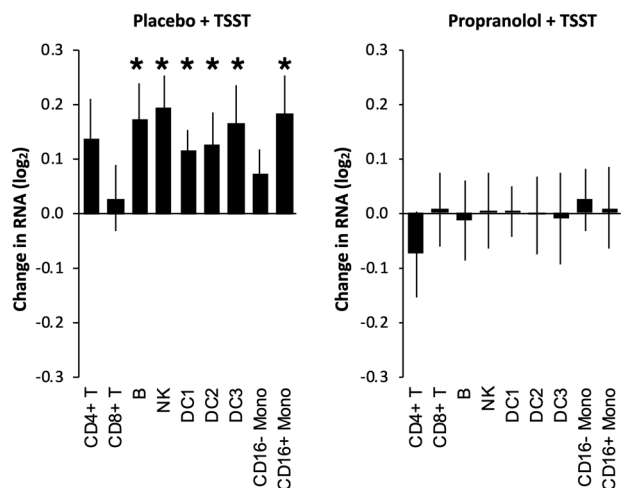 Placebo + TSST
Change in RNA (log₂)
0.3
0.2
0.1
0.0
-0.1
-0.2
-0.3
* * * * * *
CD4+ T
CD8+ T
B
NK
DC1
DC2
DC3
CD16- Mono
CD16+ Mono
Propranolol + TSST
Change in RNA (log₂)
0.3
0.2
0.1
0.0
-0.1
-0.2
-0.3
CD4+ T
CD8+ T
B
NK
DC1
DC2
DC3
CD16- Mono
CD16+ Mono